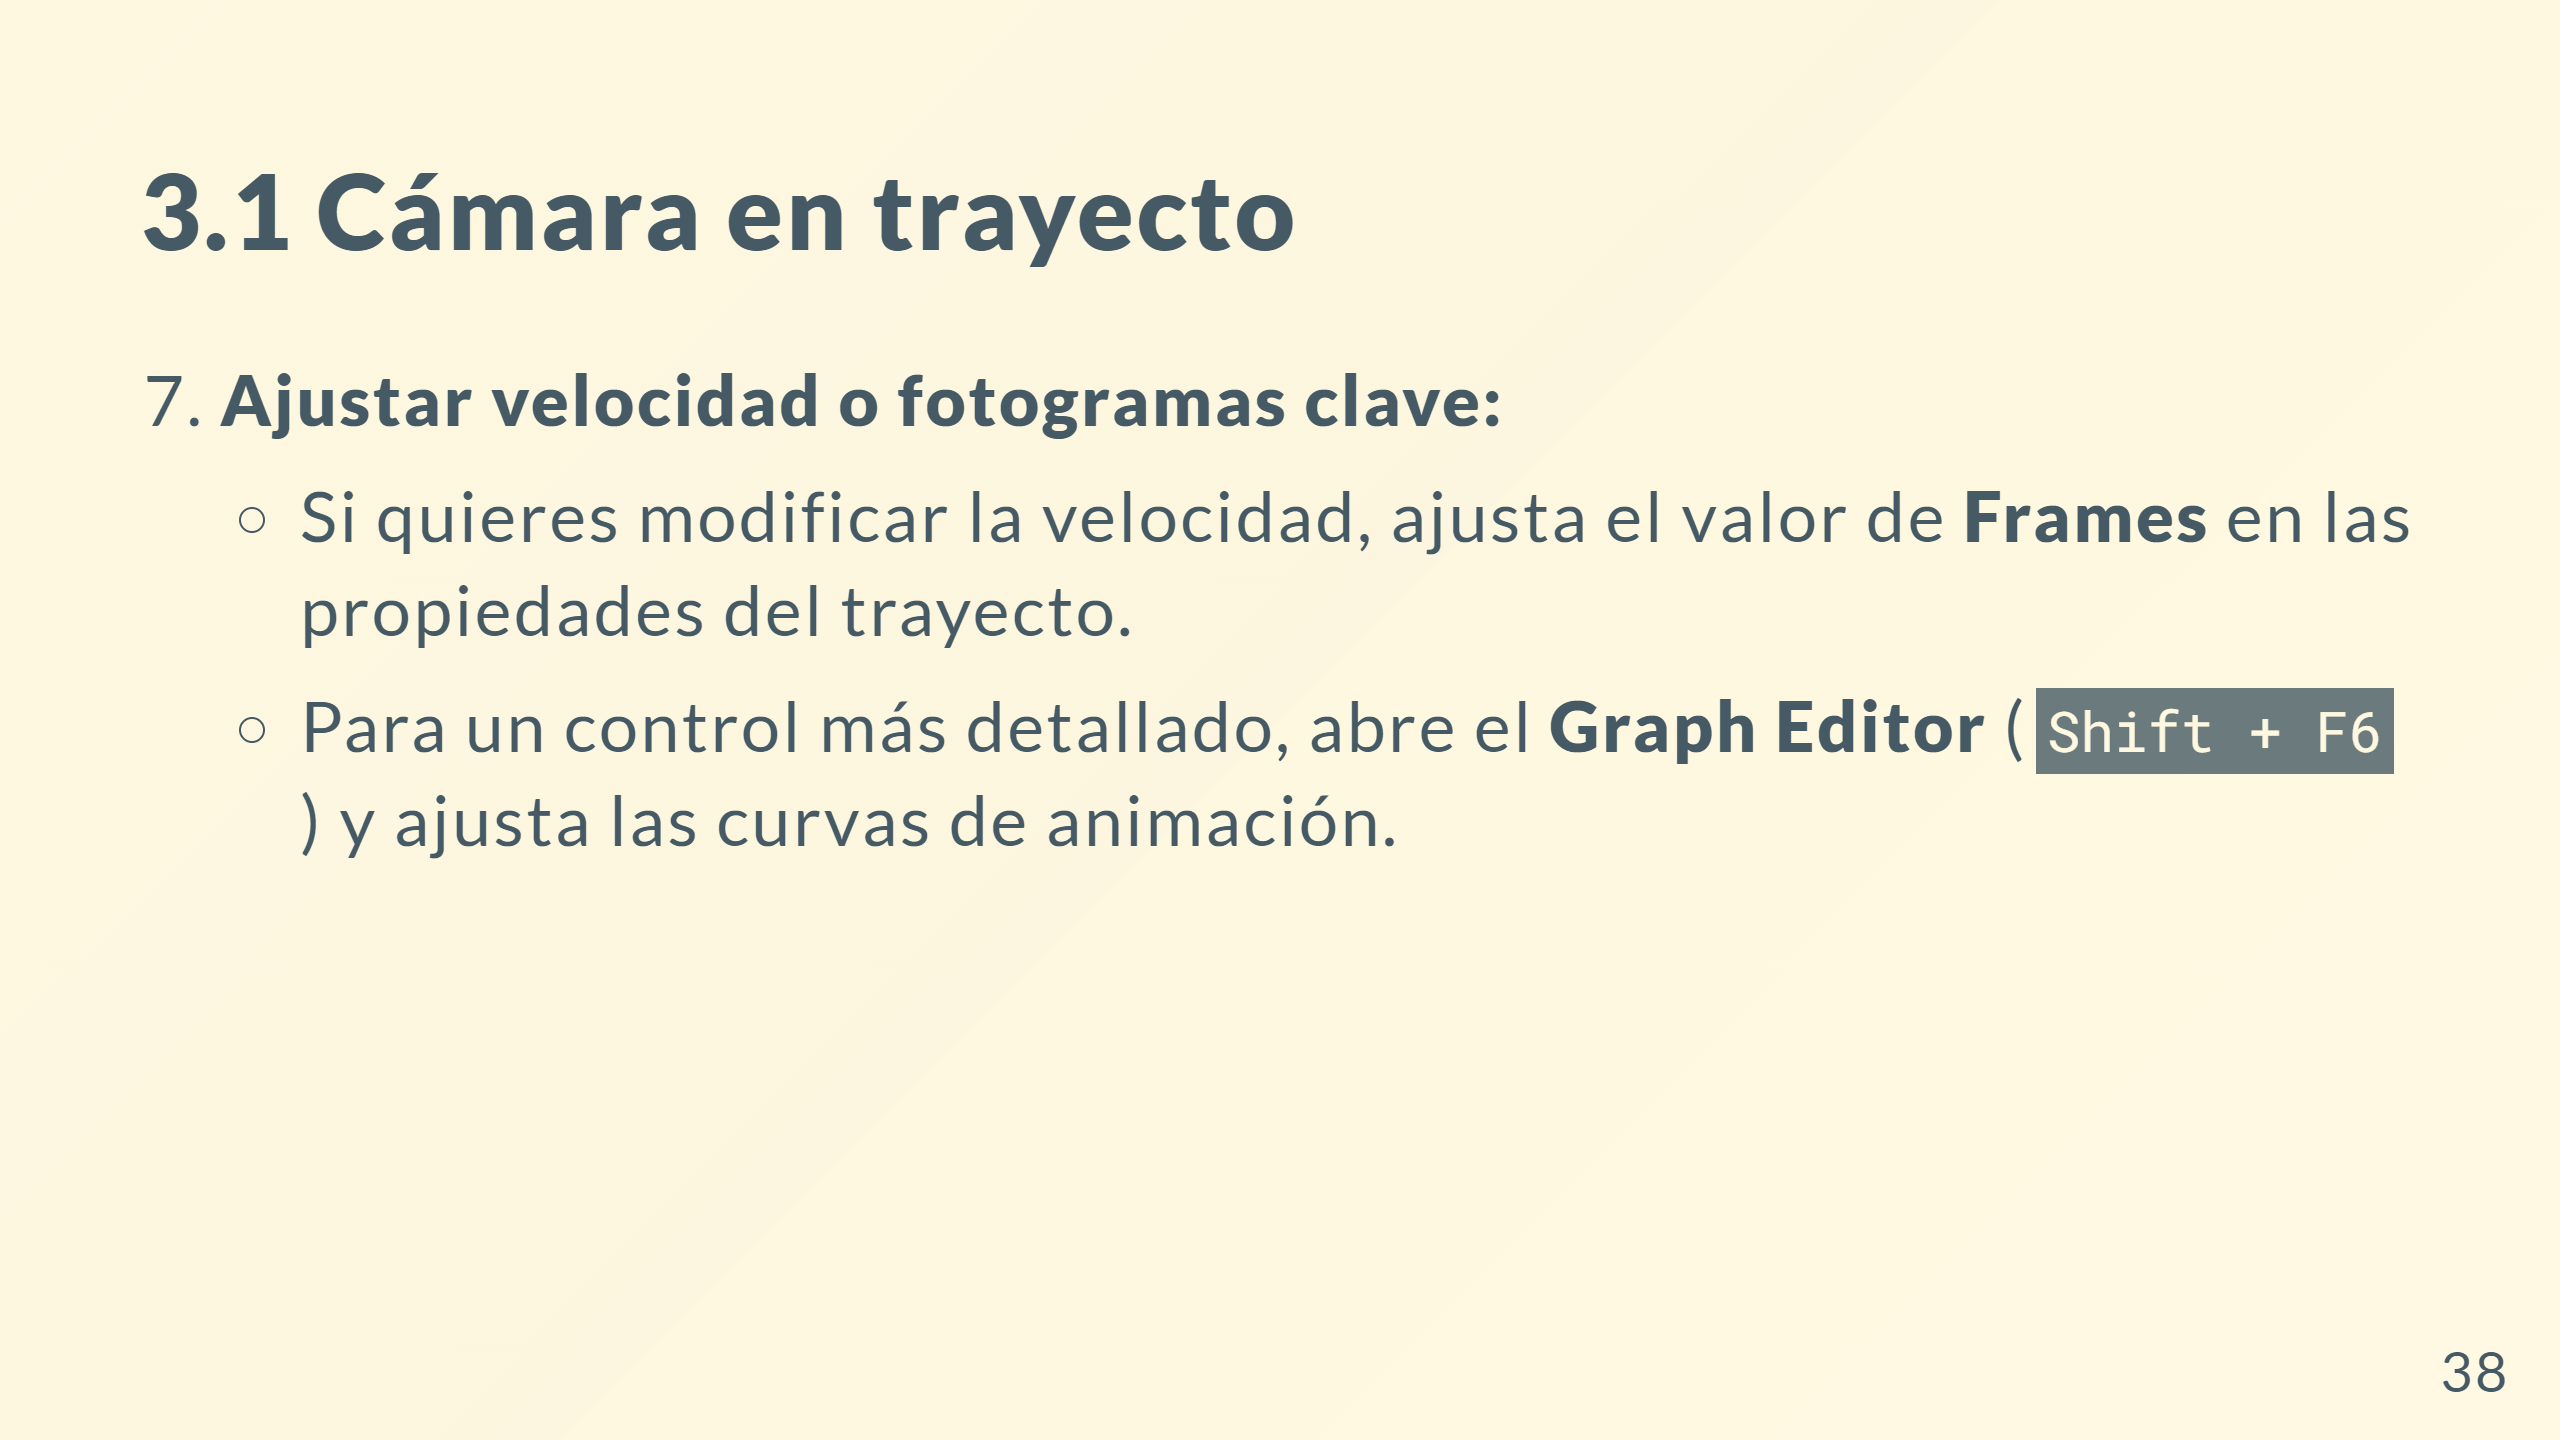 3.1 Cámara en trayecto
7. Ajustar velocidad o fotogramas clave:
○ Si quieres modificar la velocidad, ajusta el valor de Frames en las
propiedades del trayecto.
○ Para un control más detallado, abre el Graph Editor ( Shift + F6
) y ajusta las curvas de animación.
38